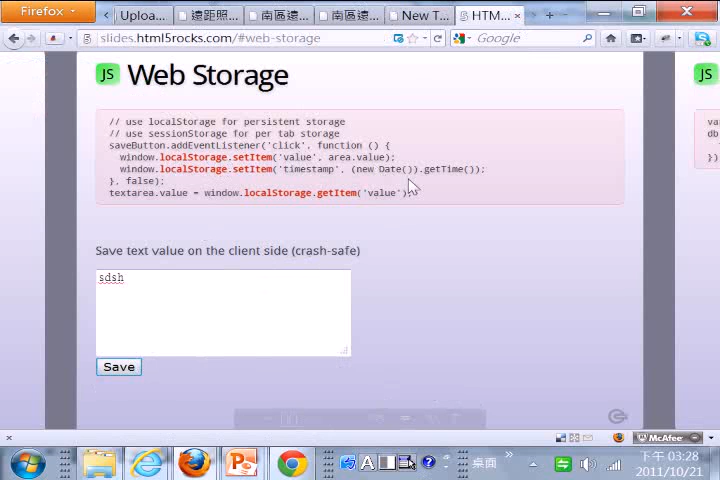 Firefox
Uploa...
遠距照...
南區遠...
南區遠...
New T...
HTM...
slides.html5rocks.com/#web-storage
Google
JS Web Storage
// use localStorage for persistent storage
// use sessionStorage for per tab storage
saveButton.addEventListener('click', function () {
window.localStorage.setItem('value', area.value);
window.localStorage.setItem('timestamp', (new Date()).getTime());
}, false);
textarea.value = window.localStorage.getItem('value');
JS
va
db
})
Save text value on the client side (crash-safe)
sdsh
Save
McAfee
桌面
下午 03:28
2011/10/21